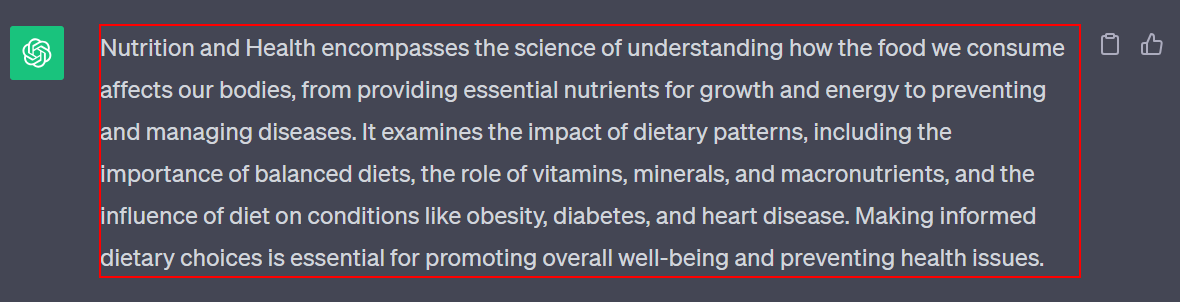 Nutrition and Health encompasses the science of understanding how the food we consume
affects our bodies, from providing essential nutrients for growth and energy to preventing
and managing diseases. It examines the impact of dietary patterns, including the
importance of balanced diets, the role of vitamins, minerals, and macronutrients, and the
influence of diet on conditions like obesity, diabetes, and heart disease. Making informed
dietary choices is essential for promoting overall well-being and preventing health issues.